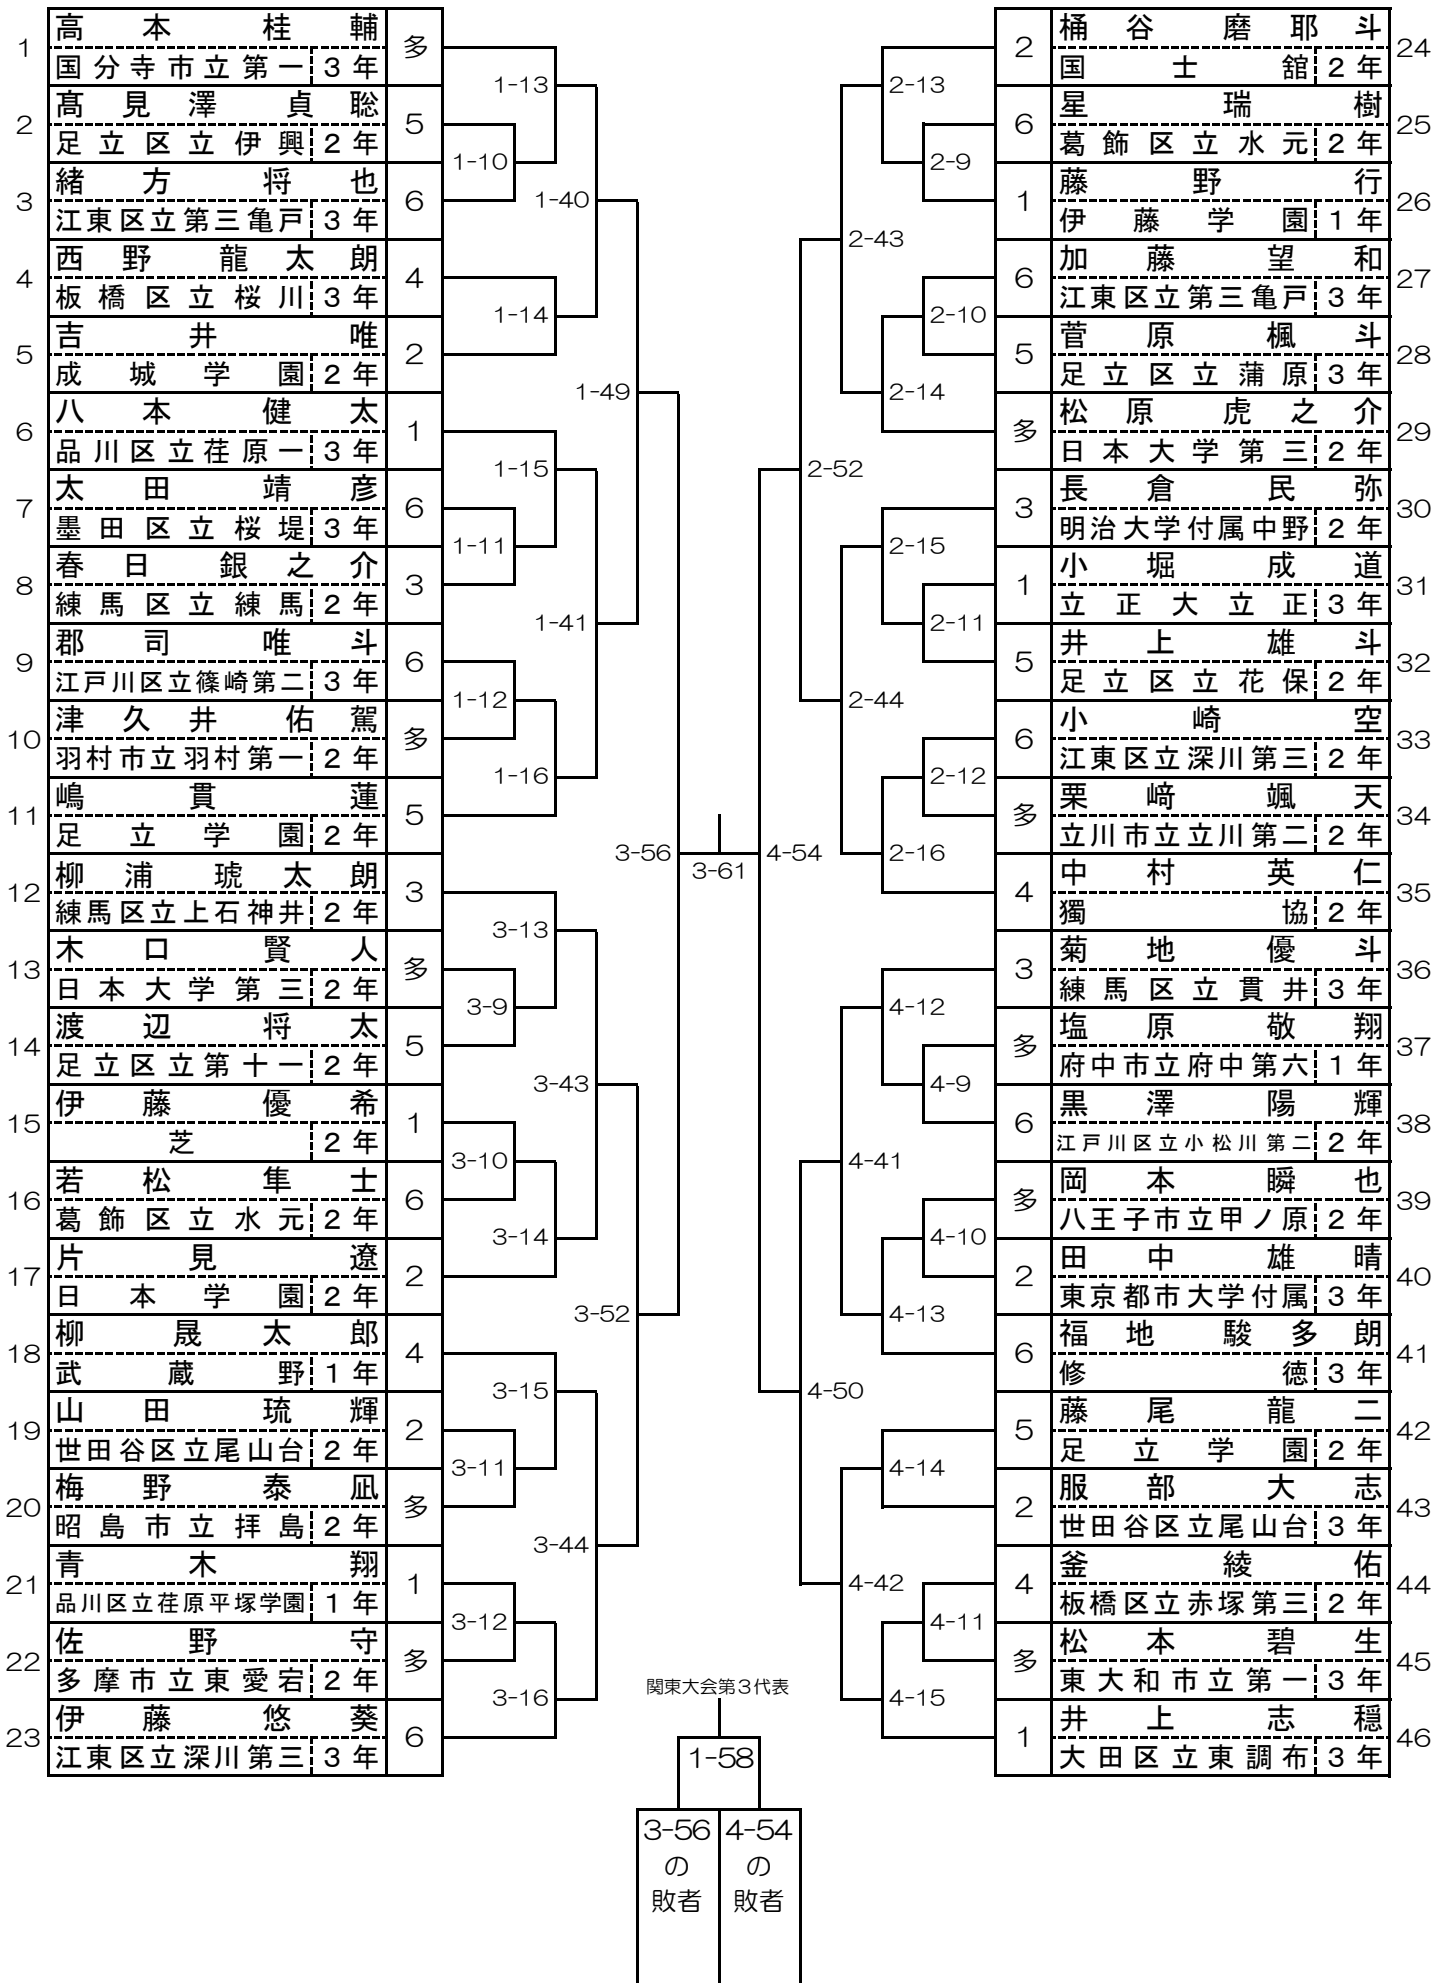 1 高本桂輔 多
国分寺市立第一 3年
2 髙見澤貞聡 5
足立区立伊興 2年
3 緒方将也 6
江東区立第三亀戸 3年
4 西野龍太朗 4
板橋区立桜川 3年
5 吉井唯 2
成城学園 2年
6 八本健太 1
品川区立荏原一 3年
7 太田靖彦 6
墨田区立桜堤 3年
8 春日銀之介 3
練馬区立練馬 2年
9 郡司唯斗 6
江戸川区立篠崎第二 3年
10 津久井佑駕 多
羽村市立羽村第一 2年
11 嶋貫蓮 5
足立学園 2年
12 柳浦琥太朗 3
練馬区立上石神井 2年
13 木口賢人 多
日本大学第三 2年
14 渡辺将太 5
足立区立第十一 2年
15 伊藤優希 1
芝 2年
16 若松隼士 6
葛飾区立水元 2年
17 片見遼 2
日本学園 2年
18 柳晟太郎 4
武蔵野 1年
19 山田琉輝 2
世田谷区立尾山台 2年
20 梅野泰凪 多
昭島市立拝島 2年
21 青木翔 1
品川区立荏原平塚学園 1年
22 佐野守 多
多摩市立東愛宕 2年
23 伊藤悠葵 6
江東区立深川第三 3年
1-13
1-10
1-40
1-14
1-49
1-15
1-11
1-41
1-12
1-16
3-56
3-13
3-9
3-43
3-10
3-14
3-52
3-15
3-11
3-44
3-12
3-16
3-61
2-13
2-9
2-43
2-10
2-14
2-52
2-15
2-11
2-44
2-12
2-16
4-54
4-12
4-9
4-41
4-10
4-13
4-50
4-14
4-42
4-11
4-15
2 桶谷磨耶斗 24
国士舘 2年
6 星瑞樹 25
葛飾区立水元 2年
1 藤野行 26
伊藤学園 1年
6 加藤望和 27
江東区立第三亀戸 3年
5 菅原楓斗 28
足立区立蒲原 3年
多 松原虎之介 29
日本大学第三 2年
3 長倉民弥 30
明治大学付属中野 2年
1 小堀成道 31
立正大立正 3年
5 井上雄斗 32
足立区立花保 2年
6 小崎空 33
江東区立深川第三 2年
多 栗﨑颯天 34
立川市立立川第二 2年
4 中村英仁 35
獨協 2年
3 菊地優斗 36
練馬区立貫井 3年
多 塩原敬翔 37
府中市立府中第六 1年
6 黒澤陽輝 38
江戸川区立小松川第二 2年
多 岡本瞬也 39
八王子市立甲ノ原 2年
2 田中雄晴 40
東京都市大学付属 3年
6 福地駿多朗 41
修徳 3年
5 藤尾龍二 42
足立学園 2年
2 服部大志 43
世田谷区立尾山台 3年
4 釜綾佑 44
板橋区立赤塚第三 2年
多 松本碧生 45
東大和市立第一 3年
1 井上志穏 46
大田区立東調布 3年
関東大会第3代表
1-58
3-56 4-54
の の
敗者 敗者